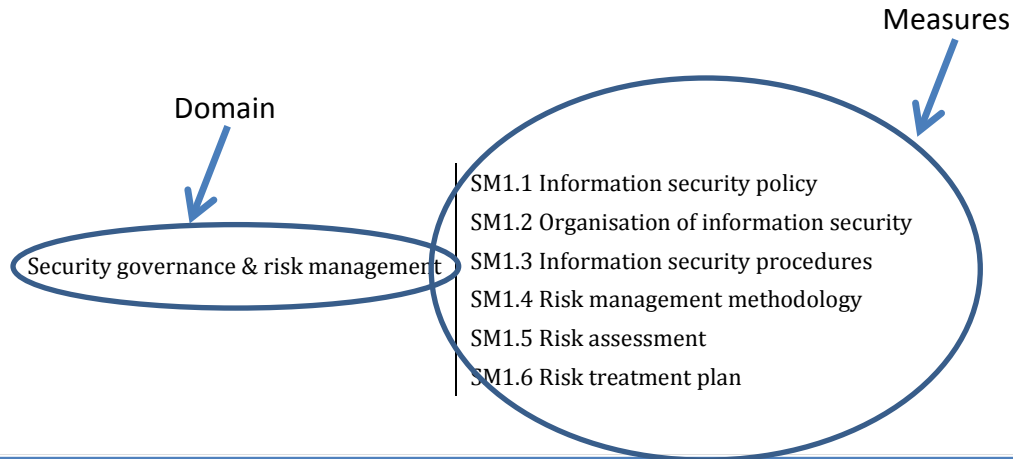 Measures
Domain
SM1.1 Information security policy
SM1.2 Organisation of information security
Security governance & risk management
SM1.3 Information security procedures
SM1.4 Risk management methodology
SM1.5 Risk assessment
SM1.6 Risk treatment plan